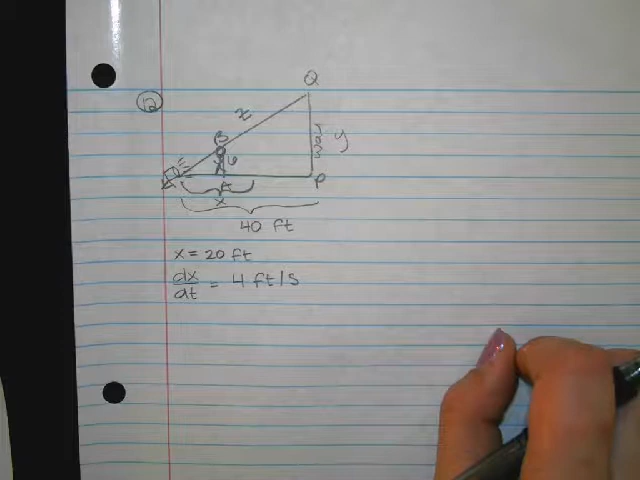 12
Q
z
B
6
y
A
P
x
40 ft
x = 20 ft
dx/dt = 4 ft/s